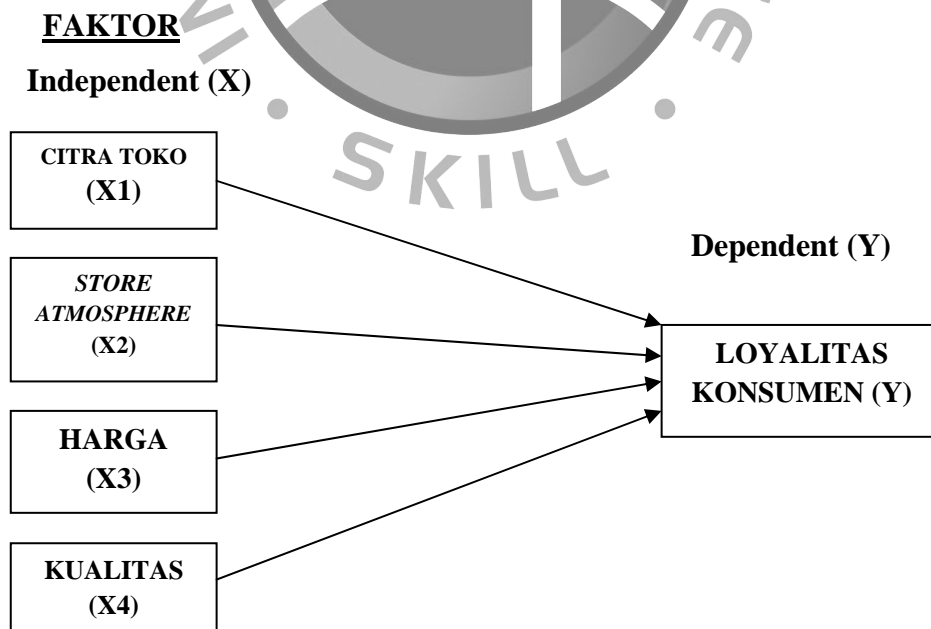 FAKTOR
Independent (X)
SKILL
CITRA TOKO
(X1)
Dependent (Y)
STORE
ATMOSPHERE
(X2)
LOYALITAS
KONSUMEN (Y)
HARGA
(X3)
KUALITAS
(X4)